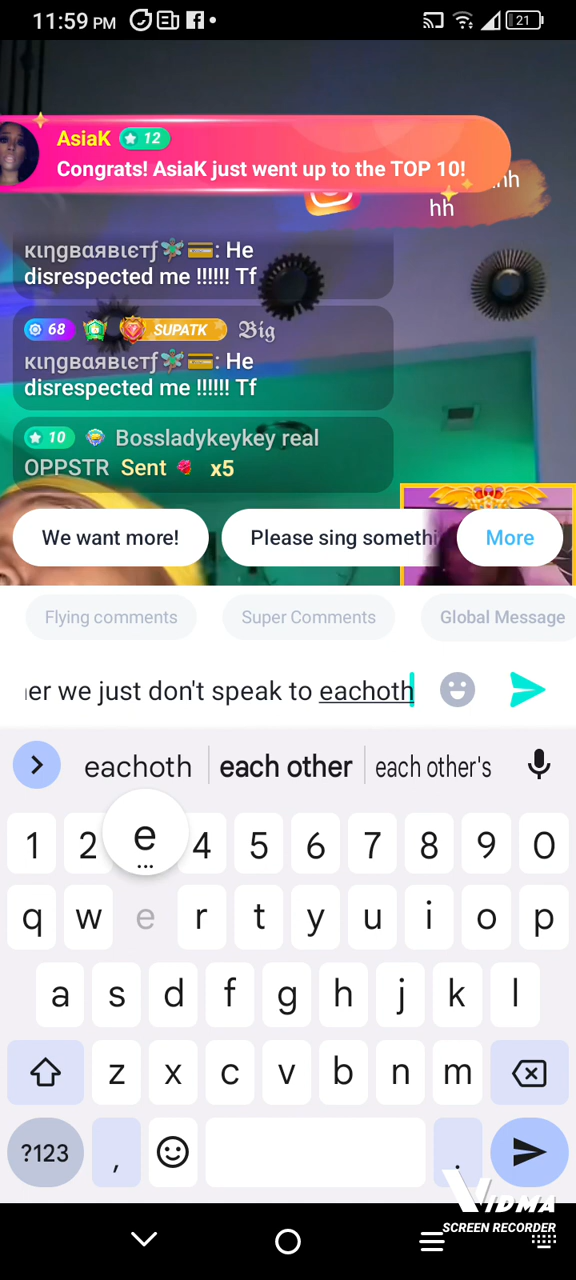 11:59 PM
21
AsiaK 12
Congrats! AsiaK just went up to the TOP 10!
hh
кιηgвαявιєтf🧚💳: He
disrespected me !!!!!! Tf
68 SUPATK 𝔅𝔦𝔤
кιηgвαявιєтf🧚💳: He
disrespected me !!!!!! Tf
10 Bossladykeykey real
OPPSTR Sent 🌹 x5
We want more! Please sing somethi More
Flying comments Super Comments Global Message
er we just don't speak to eachoth
eachoth each other each other's
1 2 e 4 5 6 7 8 9 0
...
q w e r t y u i o p
a s d f g h j k l
z x c v b n m
?123 , .
VIDMA
SCREEN RECORDER